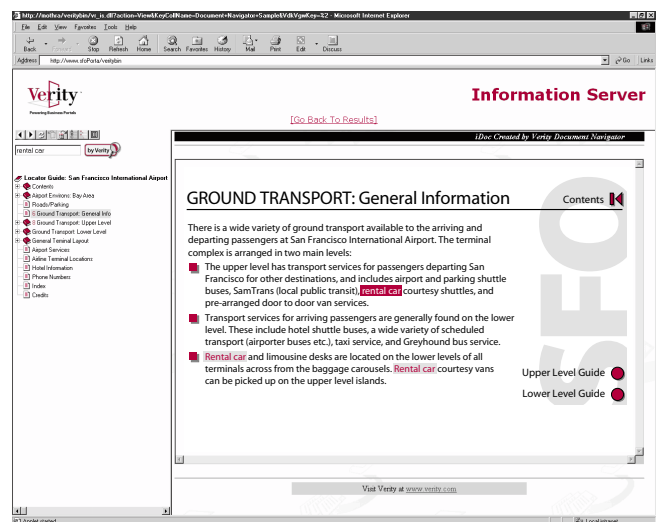 http://mothra/veritybin/vr_is.dll?action=View&KeyCollName=Document+Navigator+Sample&VdkVgwKey=%2 - Microsoft Internet Explorer
File Edit View Favorites Tools Help
Back Forward Stop Refresh Home Search Favorites History Mail Print Edit Discuss
Address http://www.sfoPorta/veritybin Go Links
Verity
Powering Business Portals
Information Server
[Go Back To Results]
iDoc Created by Verity Document Navigator
rental car by Verity
Locator Guide: San Francisco International Airport
Contents
Airport Environs: Bay Area
Roads/Parking
6 Ground Transport: General Info
8 Ground Transport: Upper Level
Ground Transport: Lower Level
General Terminal Layout
Airport Services
Airline Terminal Locations
Hotel Information
Phone Numbers
Index
Credits
GROUND TRANSPORT: General Information
Contents
There is a wide variety of ground transport available to the arriving and
departing passengers at San Francisco International Airport. The terminal
complex is arranged in two main levels:
The upper level has transport services for passengers departing San
Francisco for other destinations, and includes airport and parking shuttle
buses, SamTrans (local public transit), rental car courtesy shuttles, and
pre-arranged door to door van services.
Transport services for arriving passengers are generally found on the lower
level. These include hotel shuttle buses, a wide variety of scheduled
transport (airporter buses etc.), taxi service, and Greyhound bus service.
Rental car and limousine desks are located on the lower levels of all
terminals across from the baggage carousels. Rental car courtesy vans
can be picked up on the upper level islands.
SFO
Upper Level Guide
Lower Level Guide
Visit Verity at www.verity.com
Applet started
Local intranet